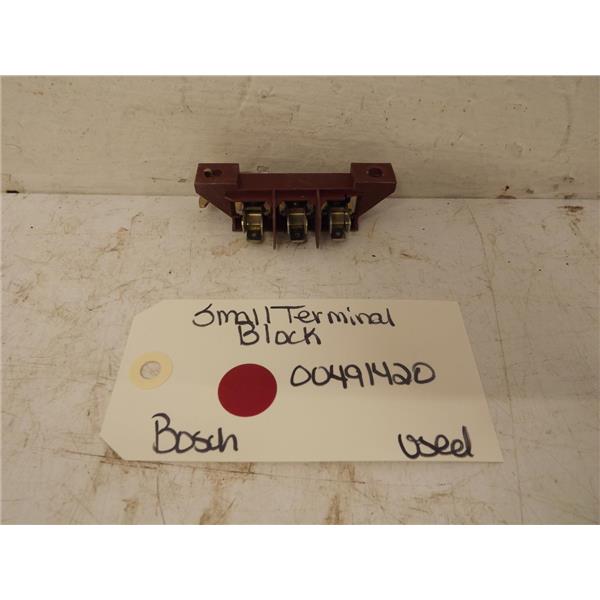 Small Terminal
Block
00491420
Bosch
used